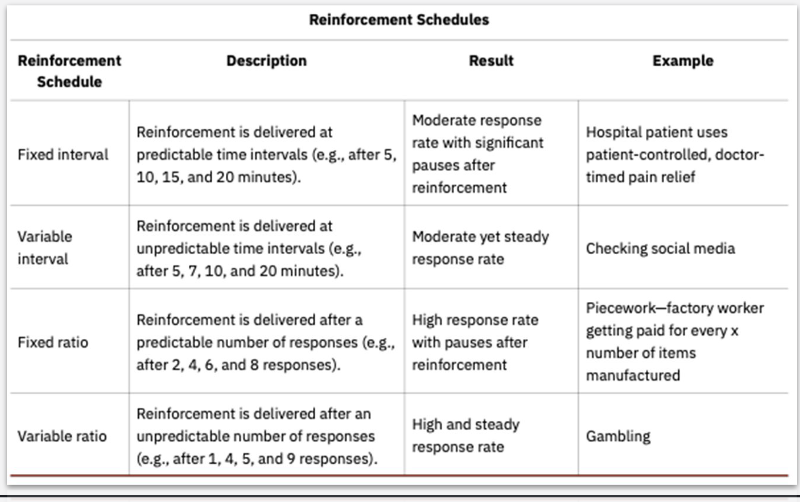 Reinforcement Schedules
Reinforcement
Schedule
Description
Result
Example
Fixed interval
Reinforcement is delivered at
predictable time intervals (e.g., after 5,
10, 15, and 20 minutes).
Moderate response
rate with significant
pauses after
reinforcement
Hospital patient uses
patient-controlled, doctor-
timed pain relief
Variable
interval
Reinforcement is delivered at
unpredictable time intervals (e.g.,
after 5, 7, 10, and 20 minutes).
Moderate yet steady
response rate
Checking social media
Fixed ratio
Reinforcement is delivered after a
predictable number of responses (e.g.,
after 2, 4, 6, and 8 responses).
High response rate
with pauses after
reinforcement
Piecework—factory worker
getting paid for every x
number of items
manufactured
Variable ratio
Reinforcement is delivered after an
unpredictable number of responses
(e.g., after 1, 4, 5, and 9 responses).
High and steady
response rate
Gambling